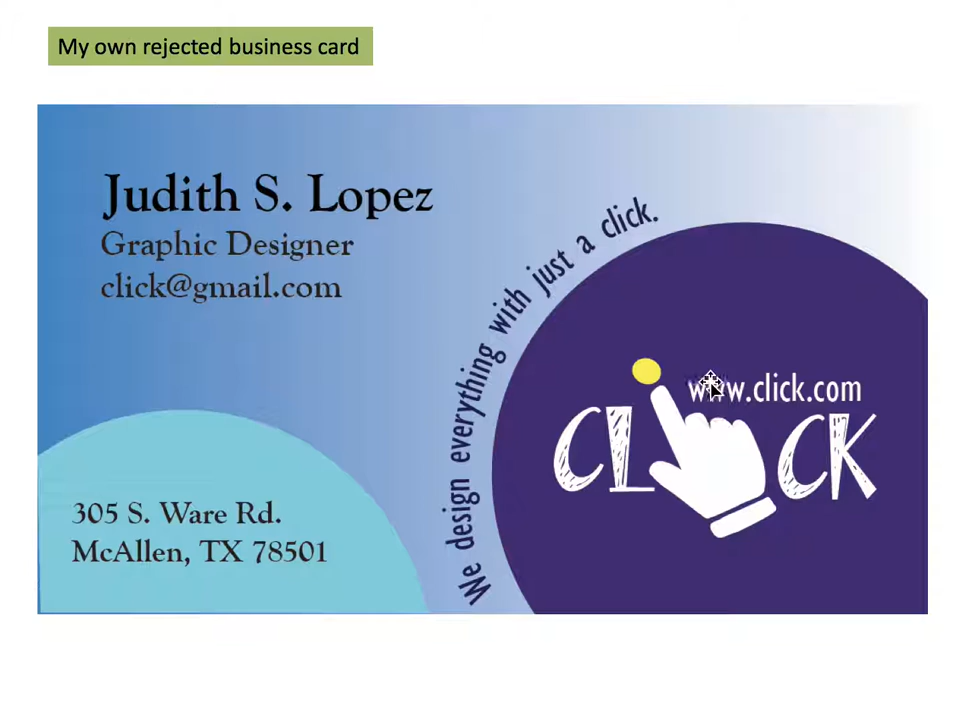 My own rejected business card
Judith S. Lopez
Graphic Designer
click@gmail.com
We design everything with just a click.
www.click.com
CLCK
305 S. Ware Rd.
McAllen, TX 78501